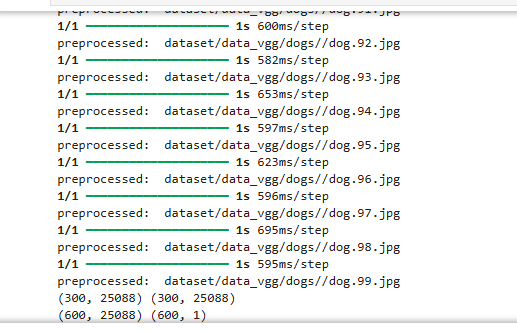 preprocessed:  dataset/data_vgg/dogs//dog.91.jpg
1/1 ━━━━━━━━━━━━━━━━━━━━ 1s 600ms/step
preprocessed:  dataset/data_vgg/dogs//dog.92.jpg
1/1 ━━━━━━━━━━━━━━━━━━━━ 1s 582ms/step
preprocessed:  dataset/data_vgg/dogs//dog.93.jpg
1/1 ━━━━━━━━━━━━━━━━━━━━ 1s 653ms/step
preprocessed:  dataset/data_vgg/dogs//dog.94.jpg
1/1 ━━━━━━━━━━━━━━━━━━━━ 1s 597ms/step
preprocessed:  dataset/data_vgg/dogs//dog.95.jpg
1/1 ━━━━━━━━━━━━━━━━━━━━ 1s 623ms/step
preprocessed:  dataset/data_vgg/dogs//dog.96.jpg
1/1 ━━━━━━━━━━━━━━━━━━━━ 1s 596ms/step
preprocessed:  dataset/data_vgg/dogs//dog.97.jpg
1/1 ━━━━━━━━━━━━━━━━━━━━ 1s 695ms/step
preprocessed:  dataset/data_vgg/dogs//dog.98.jpg
1/1 ━━━━━━━━━━━━━━━━━━━━ 1s 595ms/step
preprocessed:  dataset/data_vgg/dogs//dog.99.jpg
(300, 25088) (300, 25088)
(600, 25088) (600, 1)